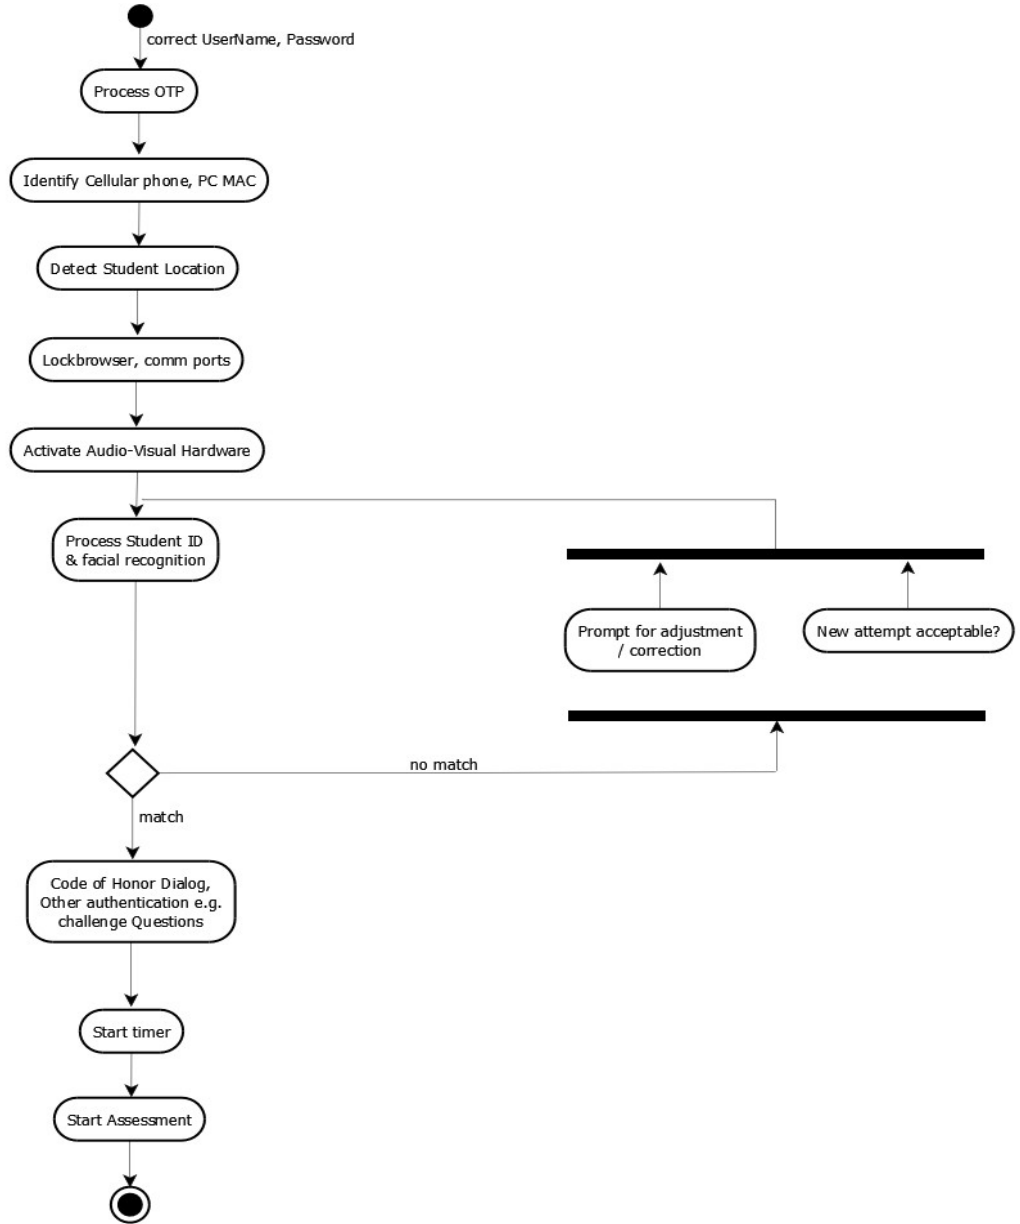 correct UserName, Password
Process OTP
Identify Cellular phone, PC MAC
Detect Student Location
Lockbrowser, comm ports
Activate Audio-Visual Hardware
Process Student ID
& facial recognition
Prompt for adjustment
/ correction
New attempt acceptable?
no match
match
Code of Honor Dialog,
Other authentication e.g.
challenge Questions
Start timer
Start Assessment